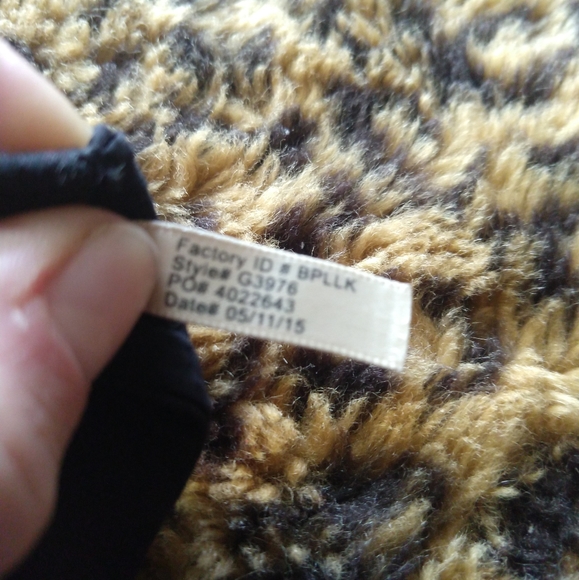 Factory ID # BPLLK
Style# G3976
PO# 4022643
Date# 05/11/15